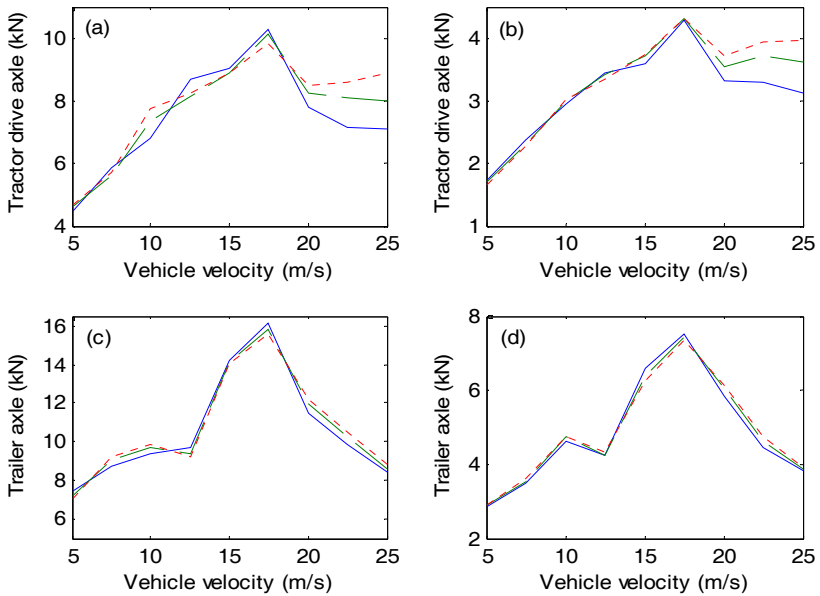 (a)
Tractor drive axle (kN)
10
8
6
4
5 10 15 20 25
Vehicle velocity (m/s)
(b)
Tractor drive axle (kN)
4
3
2
1
5 10 15 20 25
Vehicle velocity (m/s)
(c)
Trailer axle (kN)
16
14
12
10
8
6
5 10 15 20 25
Vehicle velocity (m/s)
(d)
Trailer axle (kN)
8
6
4
2
5 10 15 20 25
Vehicle velocity (m/s)